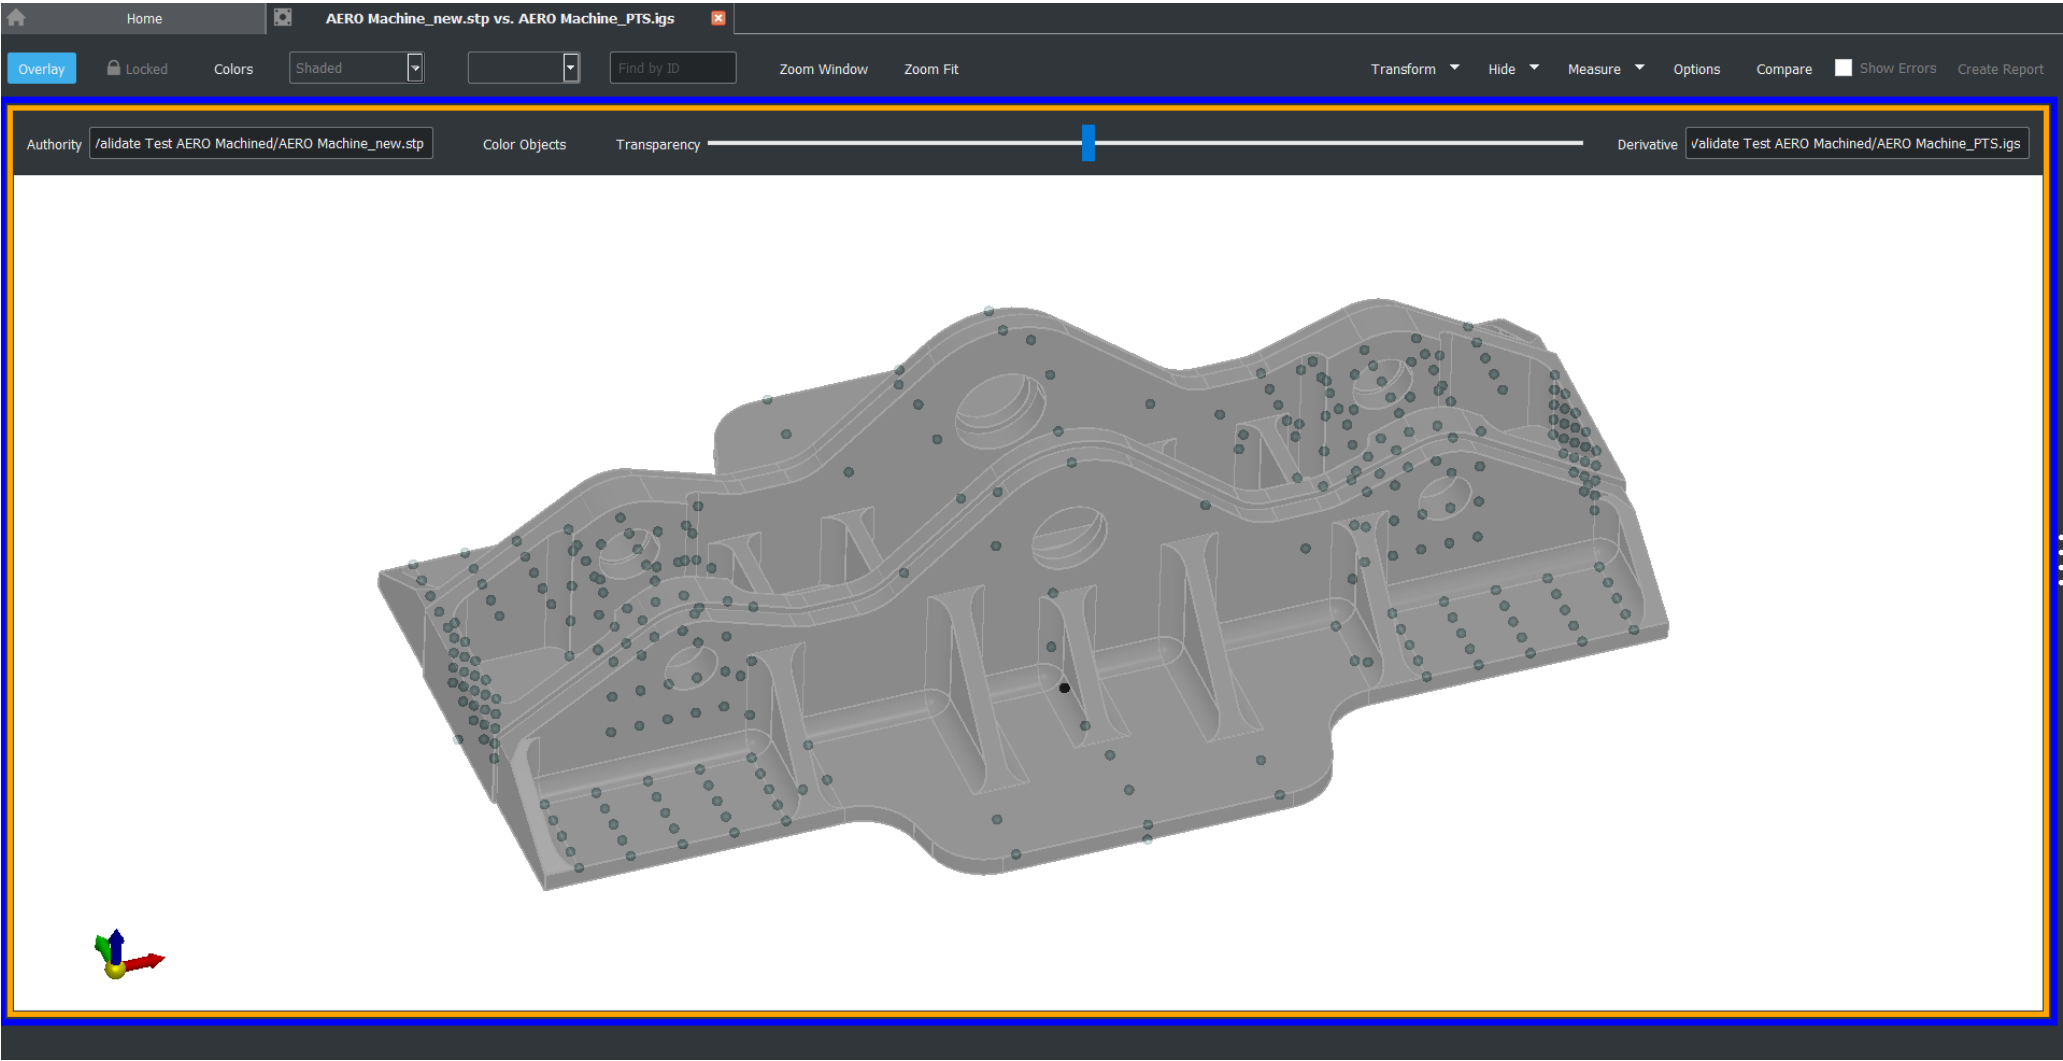 Home
AERO Machine_new.stp vs. AERO Machine_PTS.igs
Overlay Locked Colors Shaded Find by ID Zoom Window Zoom Fit Transform Hide Measure Options Compare Show Errors Create Report
Authority /alidate Test AERO Machined/AERO Machine_new.stp Color Objects Transparency Derivative /alidate Test AERO Machined/AERO Machine_PTS.igs